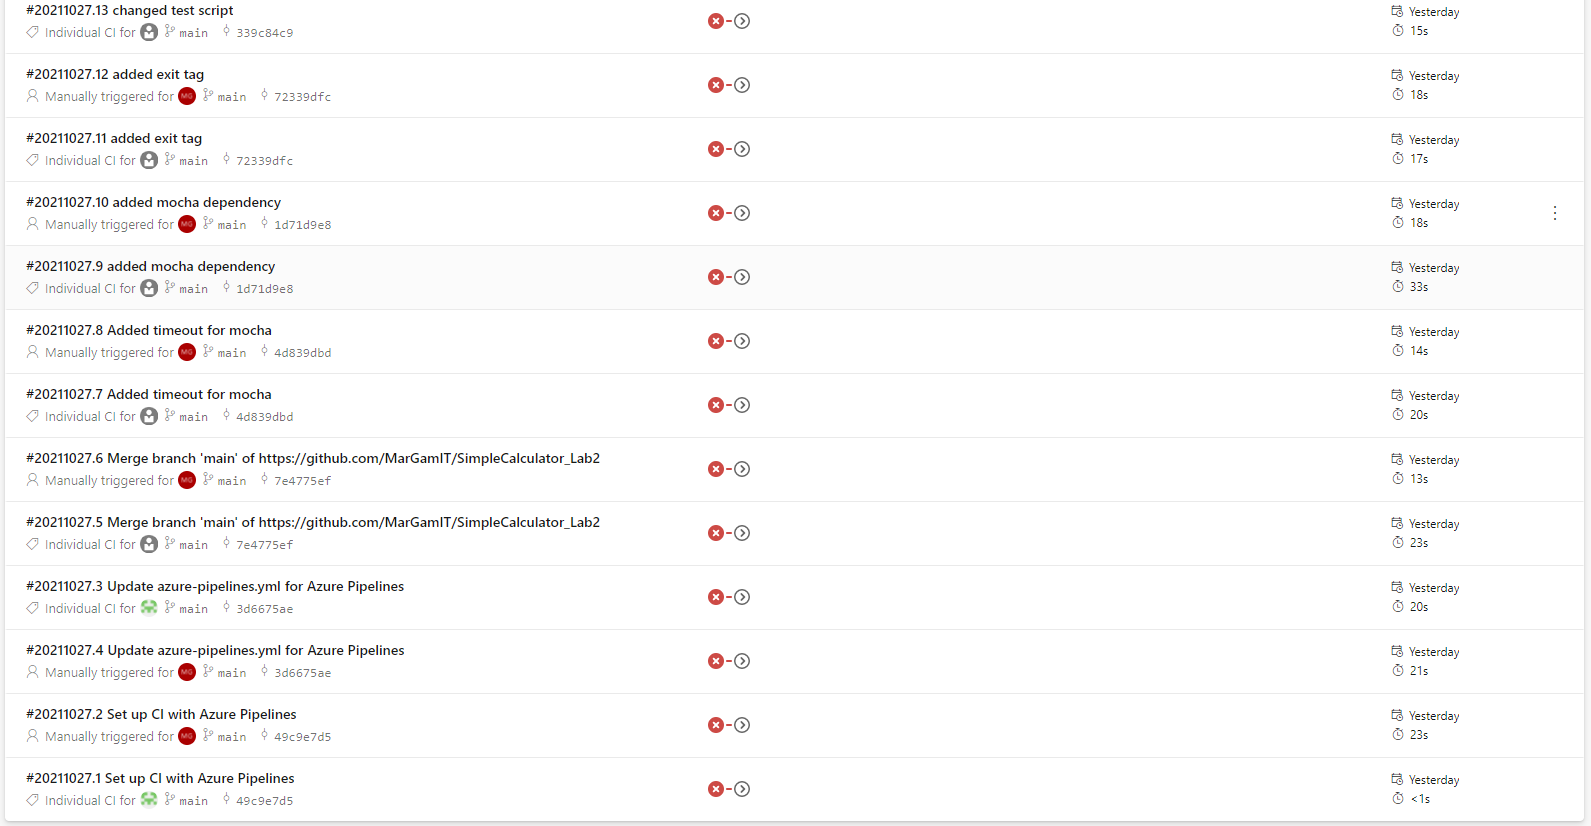 #20211027.13 changed test script
Individual CI for main 339c84c9
Yesterday
15s
#20211027.12 added exit tag
Manually triggered for MG main 72339dfc
Yesterday
18s
#20211027.11 added exit tag
Individual CI for main 72339dfc
Yesterday
17s
#20211027.10 added mocha dependency
Manually triggered for MG main 1d71d9e8
Yesterday
18s
#20211027.9 added mocha dependency
Individual CI for main 1d71d9e8
Yesterday
33s
#20211027.8 Added timeout for mocha
Manually triggered for MG main 4d839dbd
Yesterday
14s
#20211027.7 Added timeout for mocha
Individual CI for main 4d839dbd
Yesterday
20s
#20211027.6 Merge branch 'main' of https://github.com/MarGamIT/SimpleCalculator_Lab2
Manually triggered for MG main 7e4775ef
Yesterday
13s
#20211027.5 Merge branch 'main' of https://github.com/MarGamIT/SimpleCalculator_Lab2
Individual CI for main 7e4775ef
Yesterday
23s
#20211027.3 Update azure-pipelines.yml for Azure Pipelines
Individual CI for main 3d6675ae
Yesterday
20s
#20211027.4 Update azure-pipelines.yml for Azure Pipelines
Manually triggered for MG main 3d6675ae
Yesterday
21s
#20211027.2 Set up CI with Azure Pipelines
Manually triggered for MG main 49c9e7d5
Yesterday
23s
#20211027.1 Set up CI with Azure Pipelines
Individual CI for main 49c9e7d5
Yesterday
<1s